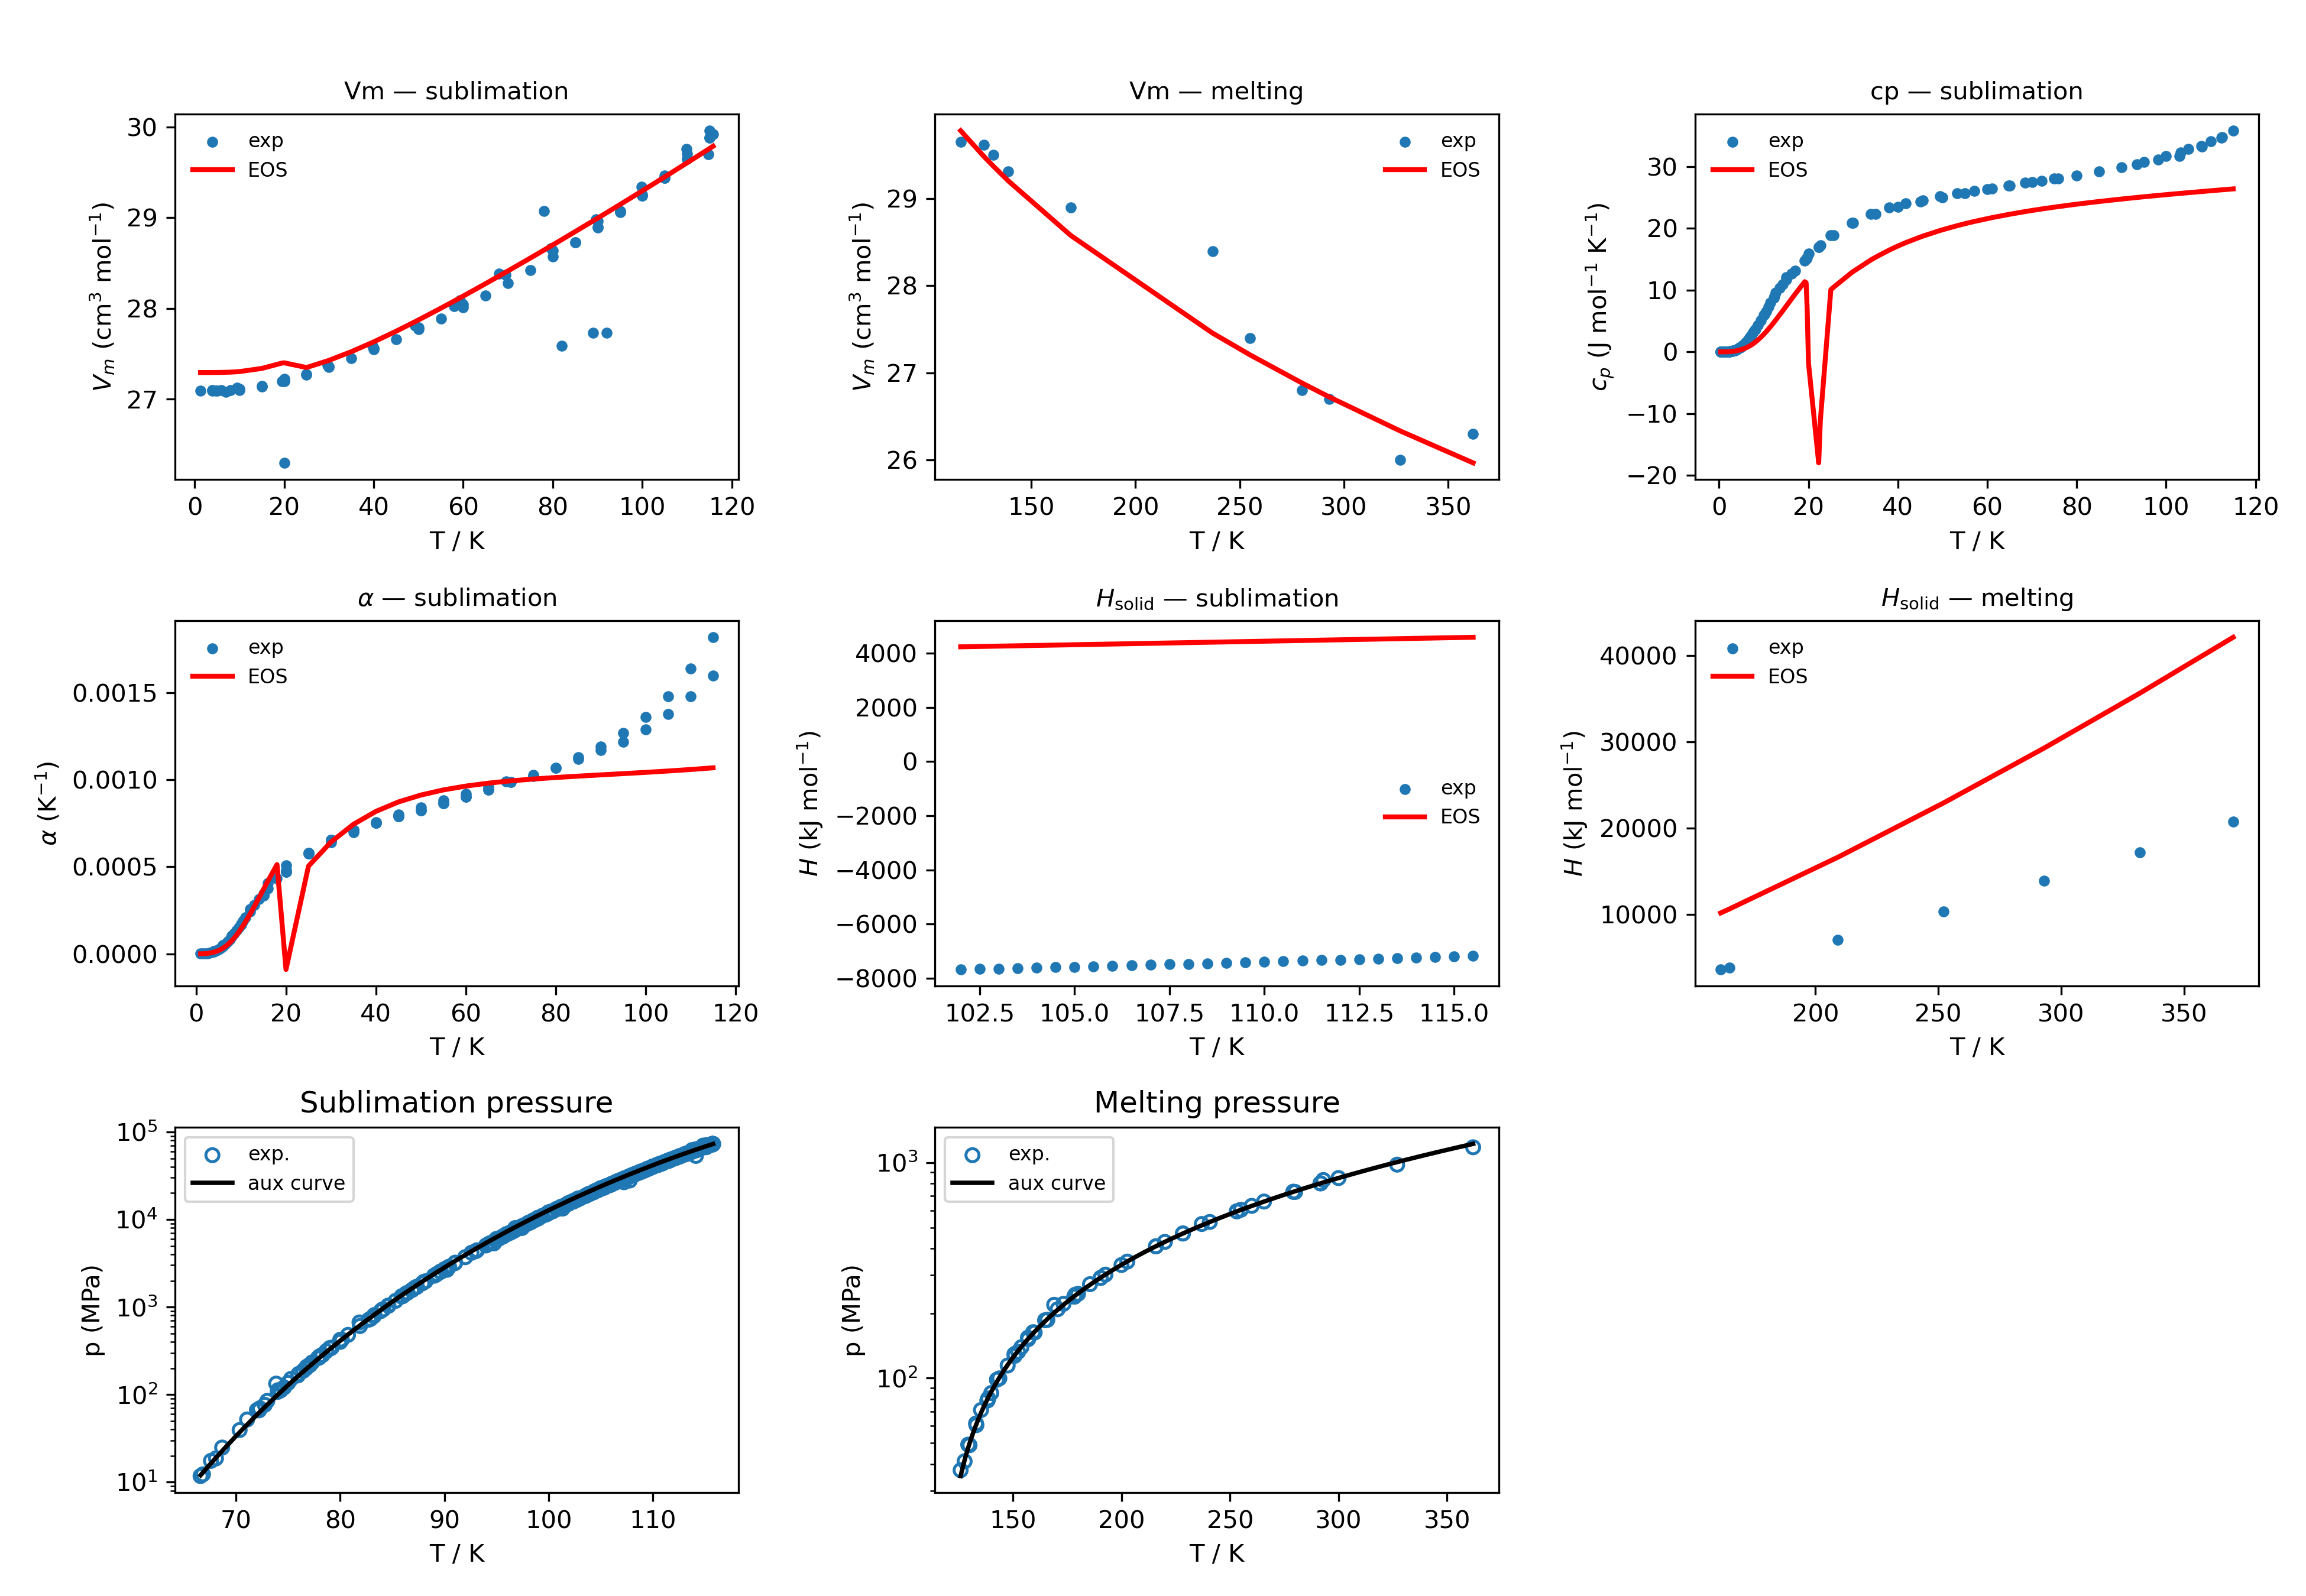 Vm — sublimation
exp
EOS
30
29
28
27
V_m (cm³ mol⁻¹)
0 20 40 60 80 100 120
T / K
Vm — melting
exp
EOS
29
28
27
26
V_m (cm³ mol⁻¹)
150 200 250 300 350
T / K
cp — sublimation
exp
EOS
30
20
10
0
−10
−20
c_p (J mol⁻¹ K⁻¹)
0 20 40 60 80 100 120
T / K
α — sublimation
exp
EOS
0.0015
0.0010
0.0005
0.0000
α (K⁻¹)
0 20 40 60 80 100 120
T / K
H_solid — sublimation
4000
2000
0
−2000
−4000
−6000
−8000
H (kJ mol⁻¹)
exp
EOS
102.5 105.0 107.5 110.0 112.5 115.0
T / K
H_solid — melting
exp
EOS
40000
30000
20000
10000
H (kJ mol⁻¹)
200 250 300 350
T / K
Sublimation pressure
exp.
aux curve
10⁵
10⁴
10³
10²
10¹
p (MPa)
70 80 90 100 110
T / K
Melting pressure
exp.
aux curve
10³
10²
p (MPa)
150 200 250 300 350
T / K